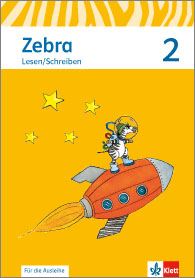 Zebra 2
Lesen/Schreiben
Für die Ausleihe
Klett